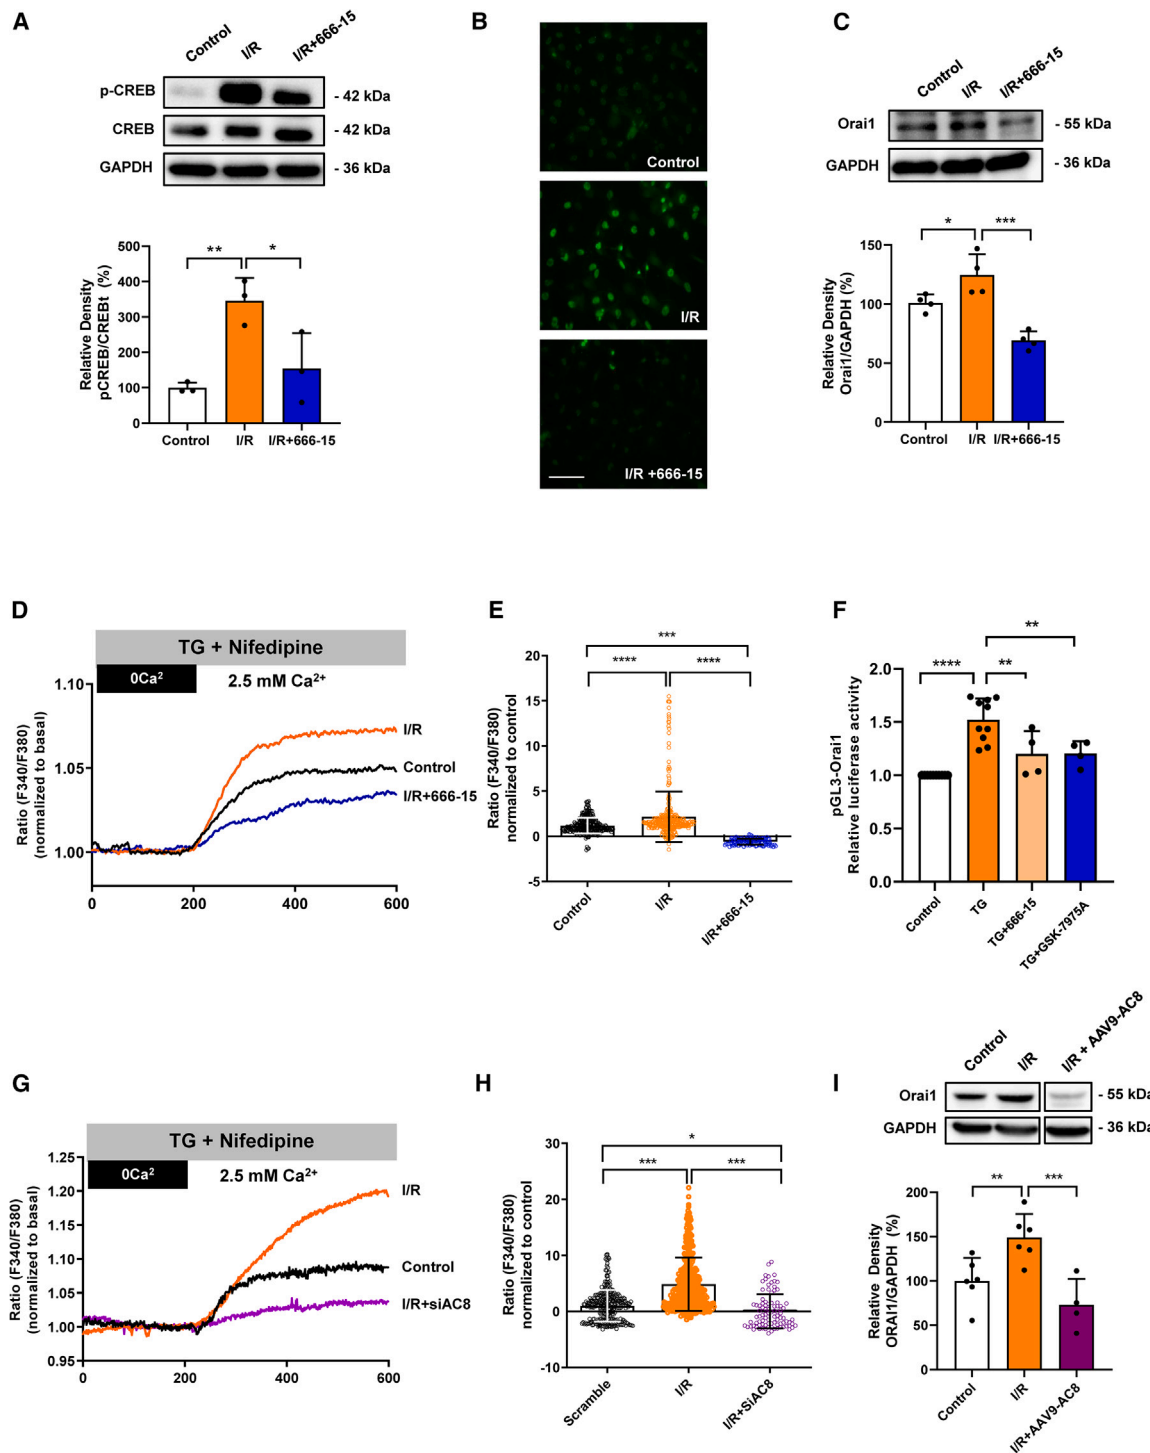 A
Control
I/R
I/R+666-15
p-CREB
- 42 kDa
CREB
- 42 kDa
GAPDH
- 36 kDa
Relative Density
pCREB/CREBt (%)
500
400
300
200
100
0
**
*
Control
I/R
I/R+666-15
B
Control
I/R
I/R +666-15
C
Control
I/R
I/R+666-15
Orai1
- 55 kDa
GAPDH
- 36 kDa
Relative Density
Orai1/GAPDH (%)
150
100
50
0
*
***
Control
I/R
I/R+666-15
D
TG + Nifedipine
0Ca²
2.5 mM Ca²⁺
Ratio (F340/F380)
(normalized to basal)
1.10
1.05
1.00
I/R
Control
I/R+666-15
0
200
400
600
E
Ratio (F340/F380)
normalized to control
20
15
10
5
0
-5
***
****
****
Control
I/R
I/R+666-15
F
pGL3-Orai1
Relative luciferase activity
2.0
1.5
1.0
0.5
0.0
**
****
**
Control
TG
TG+666-15
TG+GSK-7975A
G
TG + Nifedipine
0Ca²
2.5 mM Ca²⁺
Ratio (F340/F380)
(normalized to basal)
1.25
1.20
1.15
1.10
1.05
1.00
0.95
I/R
Control
I/R+siAC8
0
200
400
600
H
Ratio (F340/F380)
normalized to control
30
20
10
0
-10
*
***
***
Scramble
I/R
I/R+SiAC8
I
Control
I/R
I/R + AAV9-AC8
Orai1
- 55 kDa
GAPDH
- 36 kDa
Relative Density
ORAI1/GAPDH (%)
200
150
100
50
0
**
***
Control
I/R
I/R+AAV9-AC8